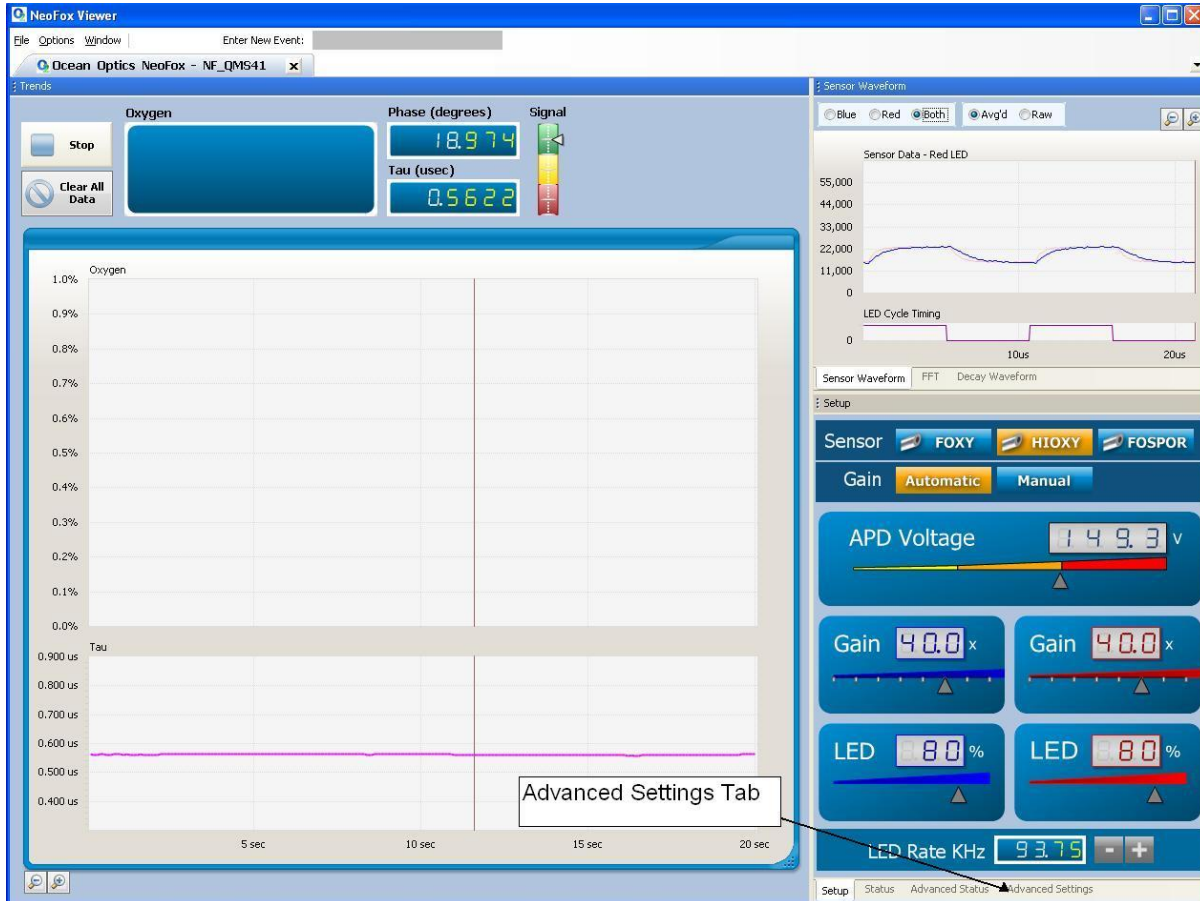 NeoFox Viewer
File Options Window Enter New Event:
Ocean Optics NeoFox - NF_QMS41 x
Trends
Stop
Clear All
Data
Oxygen
Phase (degrees)
18.974
Tau (usec)
0.5622
Signal
Oxygen
1.0%
0.9%
0.8%
0.7%
0.6%
0.5%
0.4%
0.3%
0.2%
0.1%
0.0%
Tau
0.900 us
0.800 us
0.700 us
0.600 us
0.500 us
0.400 us
5 sec 10 sec 15 sec 20 sec
Advanced Settings Tab
Sensor Waveform
Blue Red Both Avg'd Raw
Sensor Data - Red LED
55,000
44,000
33,000
22,000
11,000
0
LED Cycle Timing
0
10us 20us
Sensor Waveform FFT Decay Waveform
Setup
Sensor FOXY HIOXY FOSPOR
Gain Automatic Manual
APD Voltage 149.3 V
Gain 40.0 x Gain 40.0 x
LED 80 % LED 80 %
LED Rate KHz 93.75 - +
Setup Status Advanced Status Advanced Settings